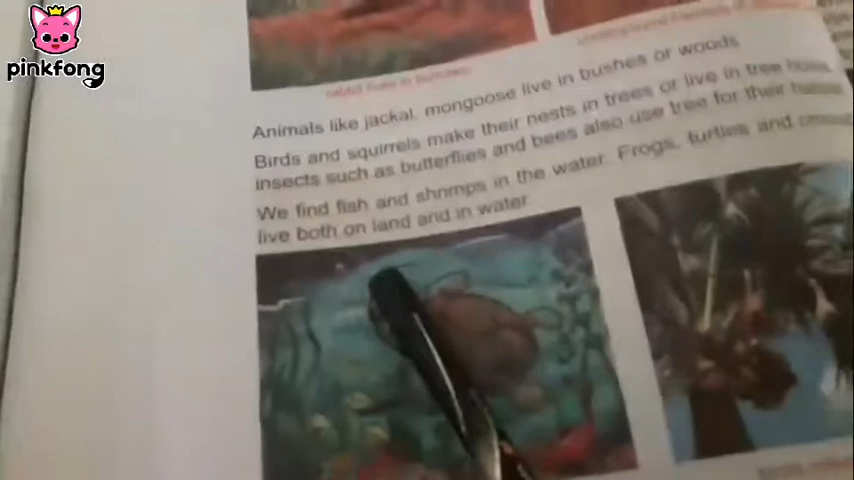 pinkfong
rabbit lives in burrows
Animals like jackal, mongoose live in bushes or woods.
Birds and squirrels make their nests in trees or live in tree
insects such as butterflies and bees also use tree for their
We find fish and shrimps in the water. Frogs, turtles and
live both on land and in water